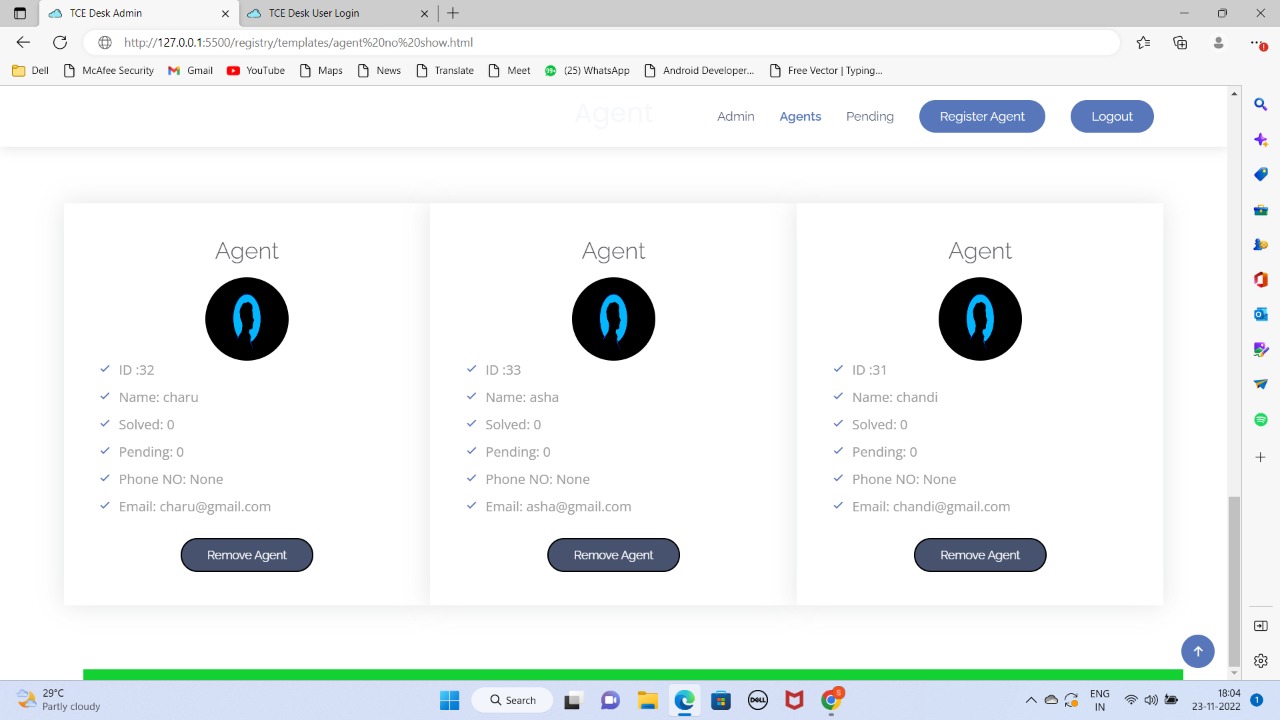 TCE Desk Admin
TCE Desk User Login
http://127.0.0.1:5500/registry/templates/agent%20no%20show.html
Dell
McAfee Security
Gmail
YouTube
Maps
News
Translate
Meet
99+
(25) WhatsApp
Android Developer...
Free Vector | Typing...
Agent
Admin
Agents
Pending
Register Agent
Logout
Agent
ID :32
Name: charu
Solved: 0
Pending: 0
Phone NO: None
Email: charu@gmail.com
Remove Agent
Agent
ID :33
Name: asha
Solved: 0
Pending: 0
Phone NO: None
Email: asha@gmail.com
Remove Agent
Agent
ID :31
Name: chandi
Solved: 0
Pending: 0
Phone NO: None
Email: chandi@gmail.com
Remove Agent
29°C
Partly cloudy
Search
DELL
S
ENG
IN
18:04
23-11-2022
1